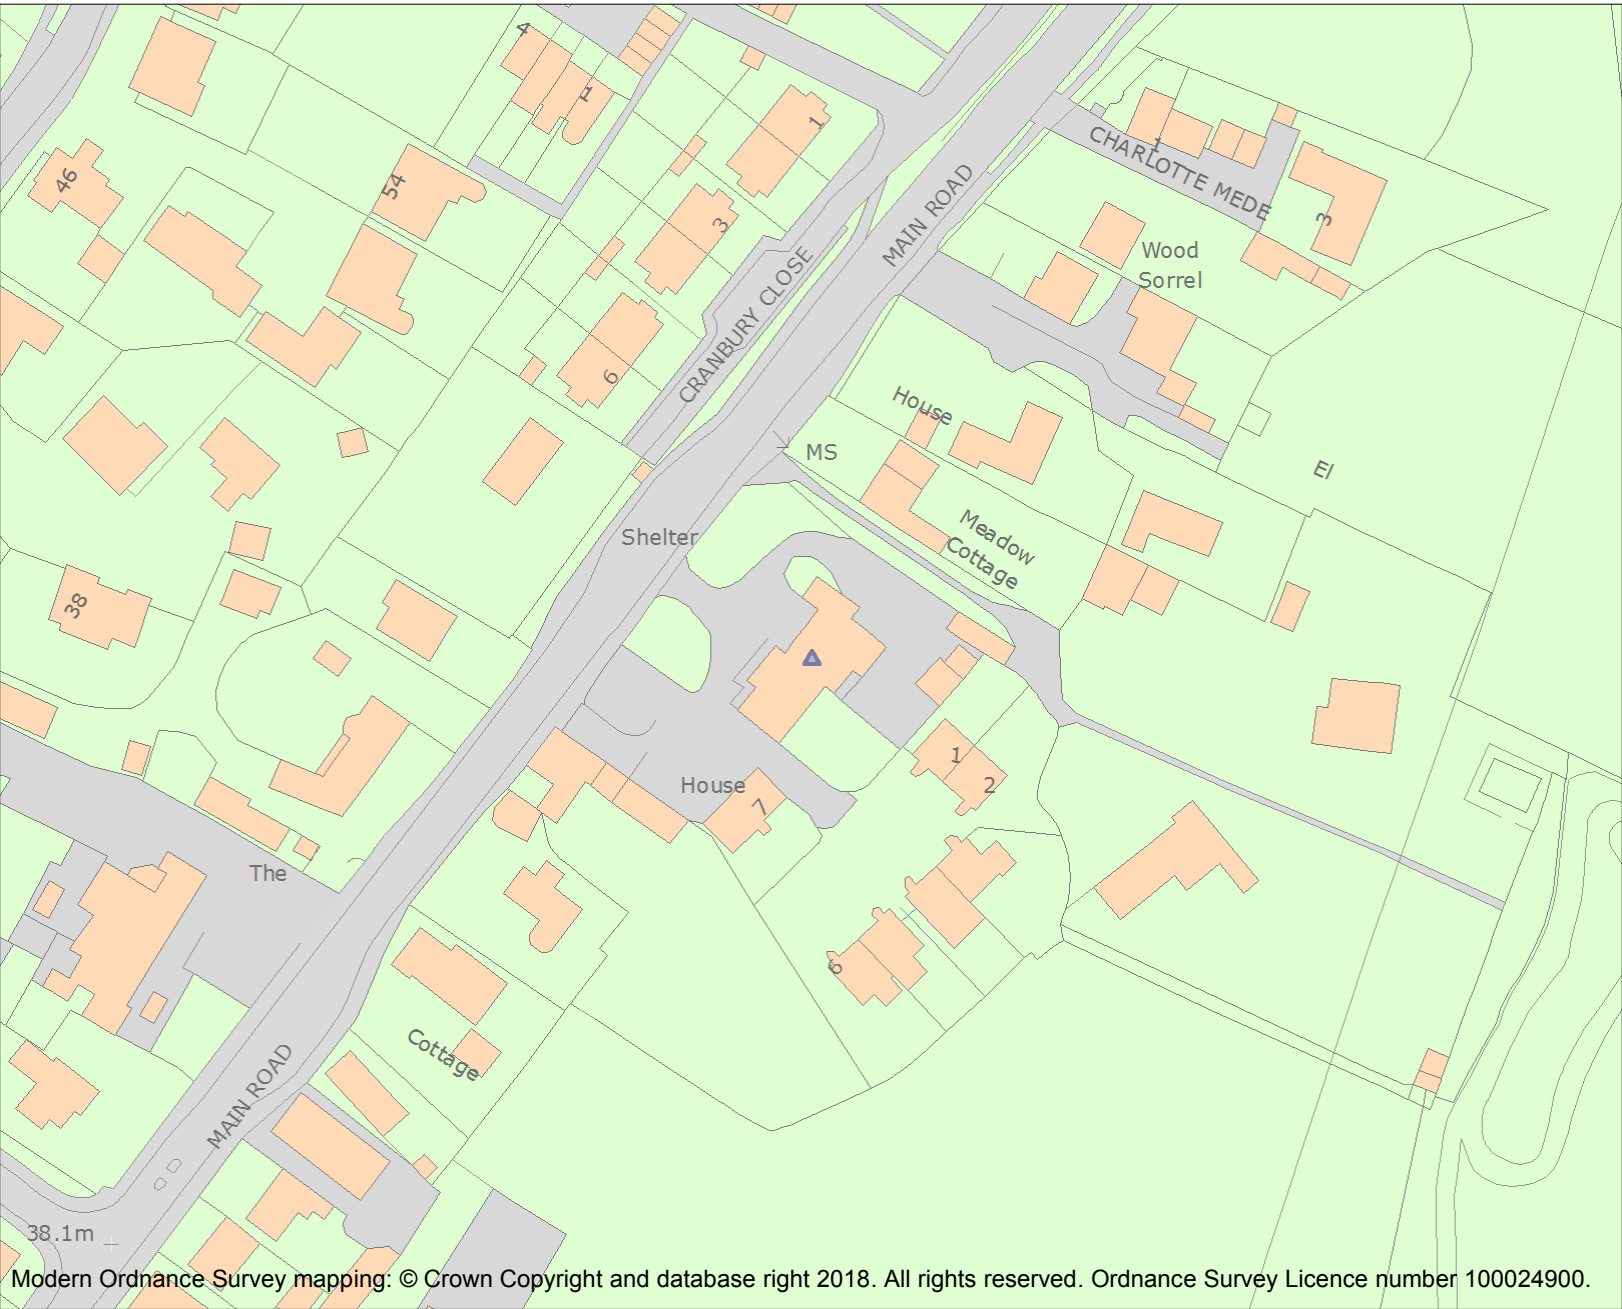 4
1
1
46
54
3
CHARLOTTE MEDE
1
3
MAIN ROAD
Wood
Sorrel
CRANBURY CLOSE
6
House
MS
El
Shelter
Meadow
Cottage
38
1
2
House
7
The
6
Cottage
MAIN ROAD
38.1m
Modern Ordnance Survey mapping: © Crown Copyright and database right 2018. All rights reserved. Ordnance Survey Licence number 100024900.